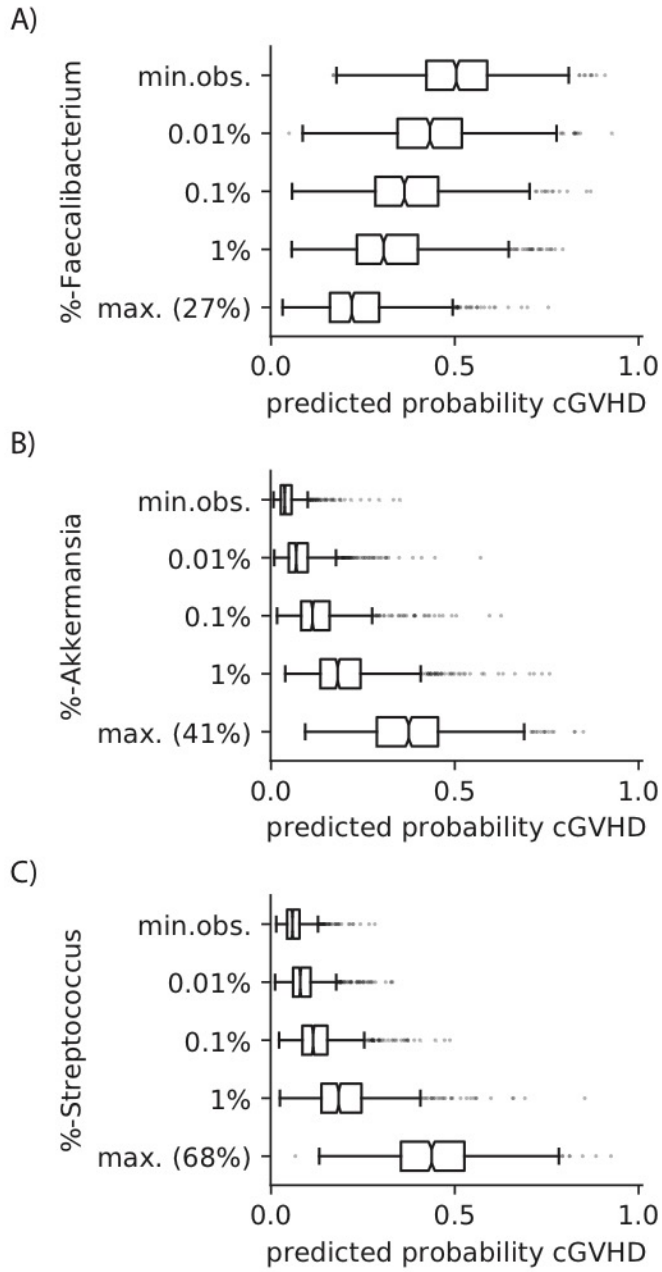 A)
%-Faecalibacterium
min.obs.
0.01%
0.1%
1%
max. (27%)
0.0 0.5 1.0
predicted probability cGVHD
B)
%-Akkermansia
min.obs.
0.01%
0.1%
1%
max. (41%)
0.0 0.5 1.0
predicted probability cGVHD
C)
%-Streptococcus
min.obs.
0.01%
0.1%
1%
max. (68%)
0.0 0.5 1.0
predicted probability cGVHD